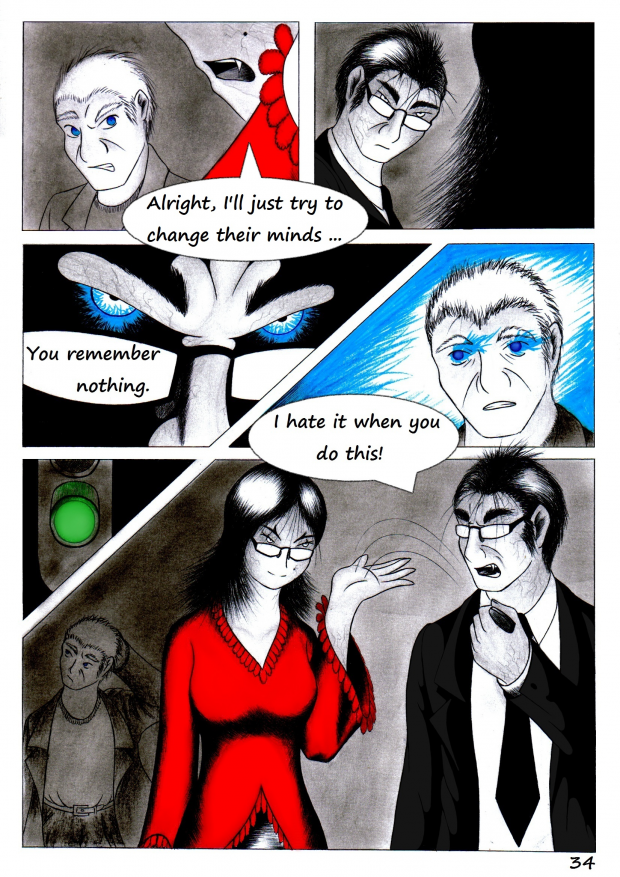 Alright, I'll just try to
change their minds ...
You remember
nothing.
I hate it when you
do this!
34